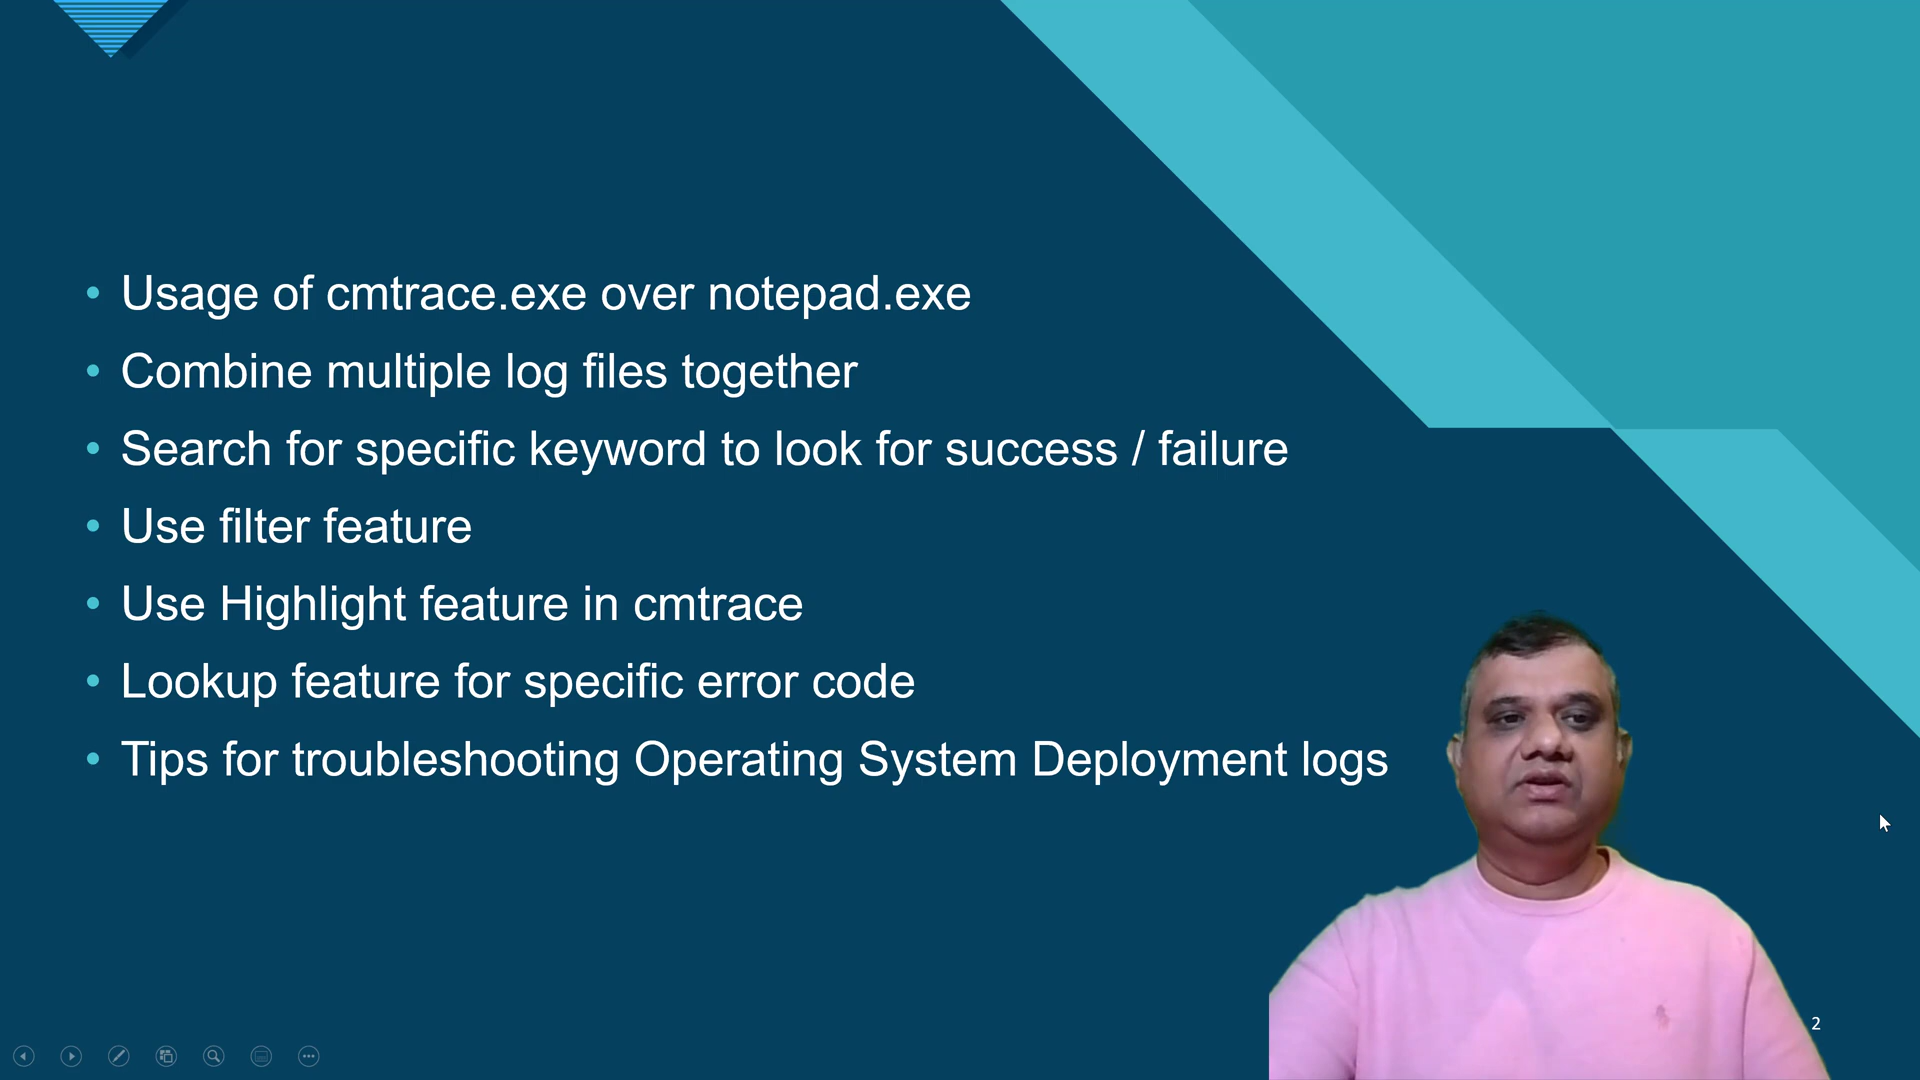 • Usage of cmtrace.exe over notepad.exe
• Combine multiple log files together
• Search for specific keyword to look for success / failure
• Use filter feature
• Use Highlight feature in cmtrace
• Lookup feature for specific error code
• Tips for troubleshooting Operating System Deployment logs
2